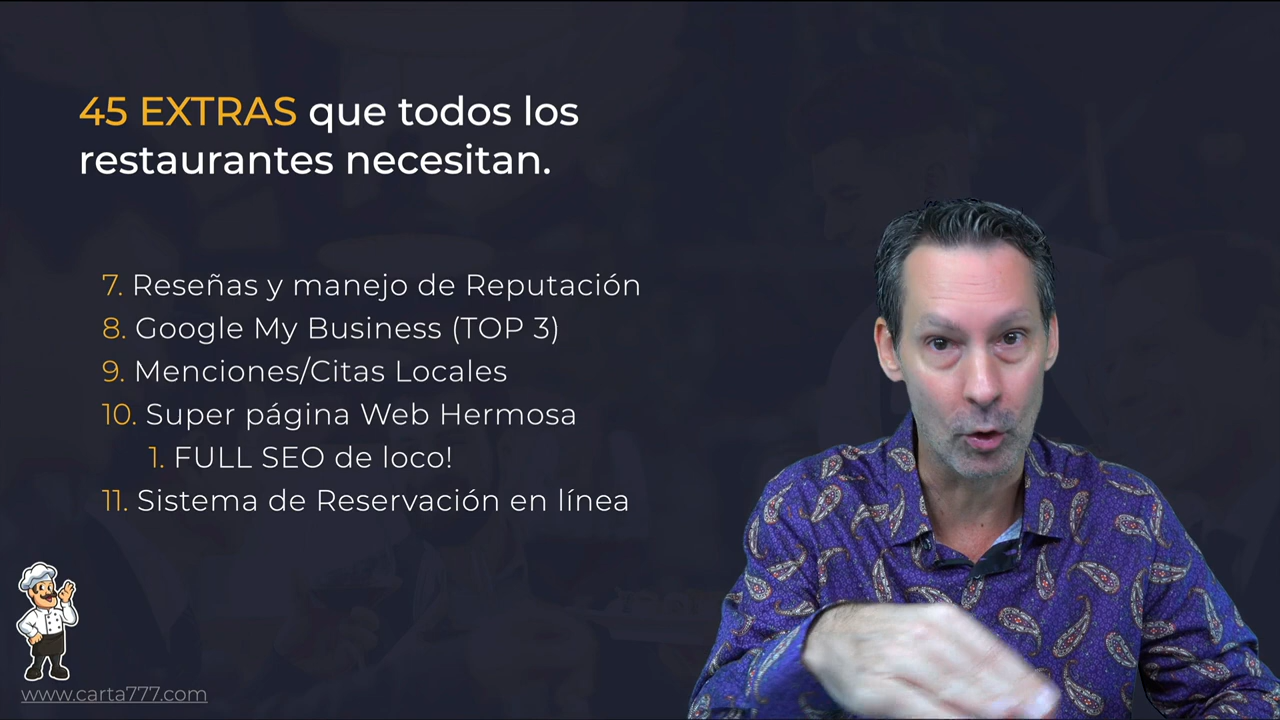 45 EXTRAS que todos los
restaurantes necesitan.
7. Reseñas y manejo de Reputación
8. Google My Business (TOP 3)
9. Menciones/Citas Locales
10. Super página Web Hermosa
1. FULL SEO de loco!
11. Sistema de Reservación en línea
www.carta777.com